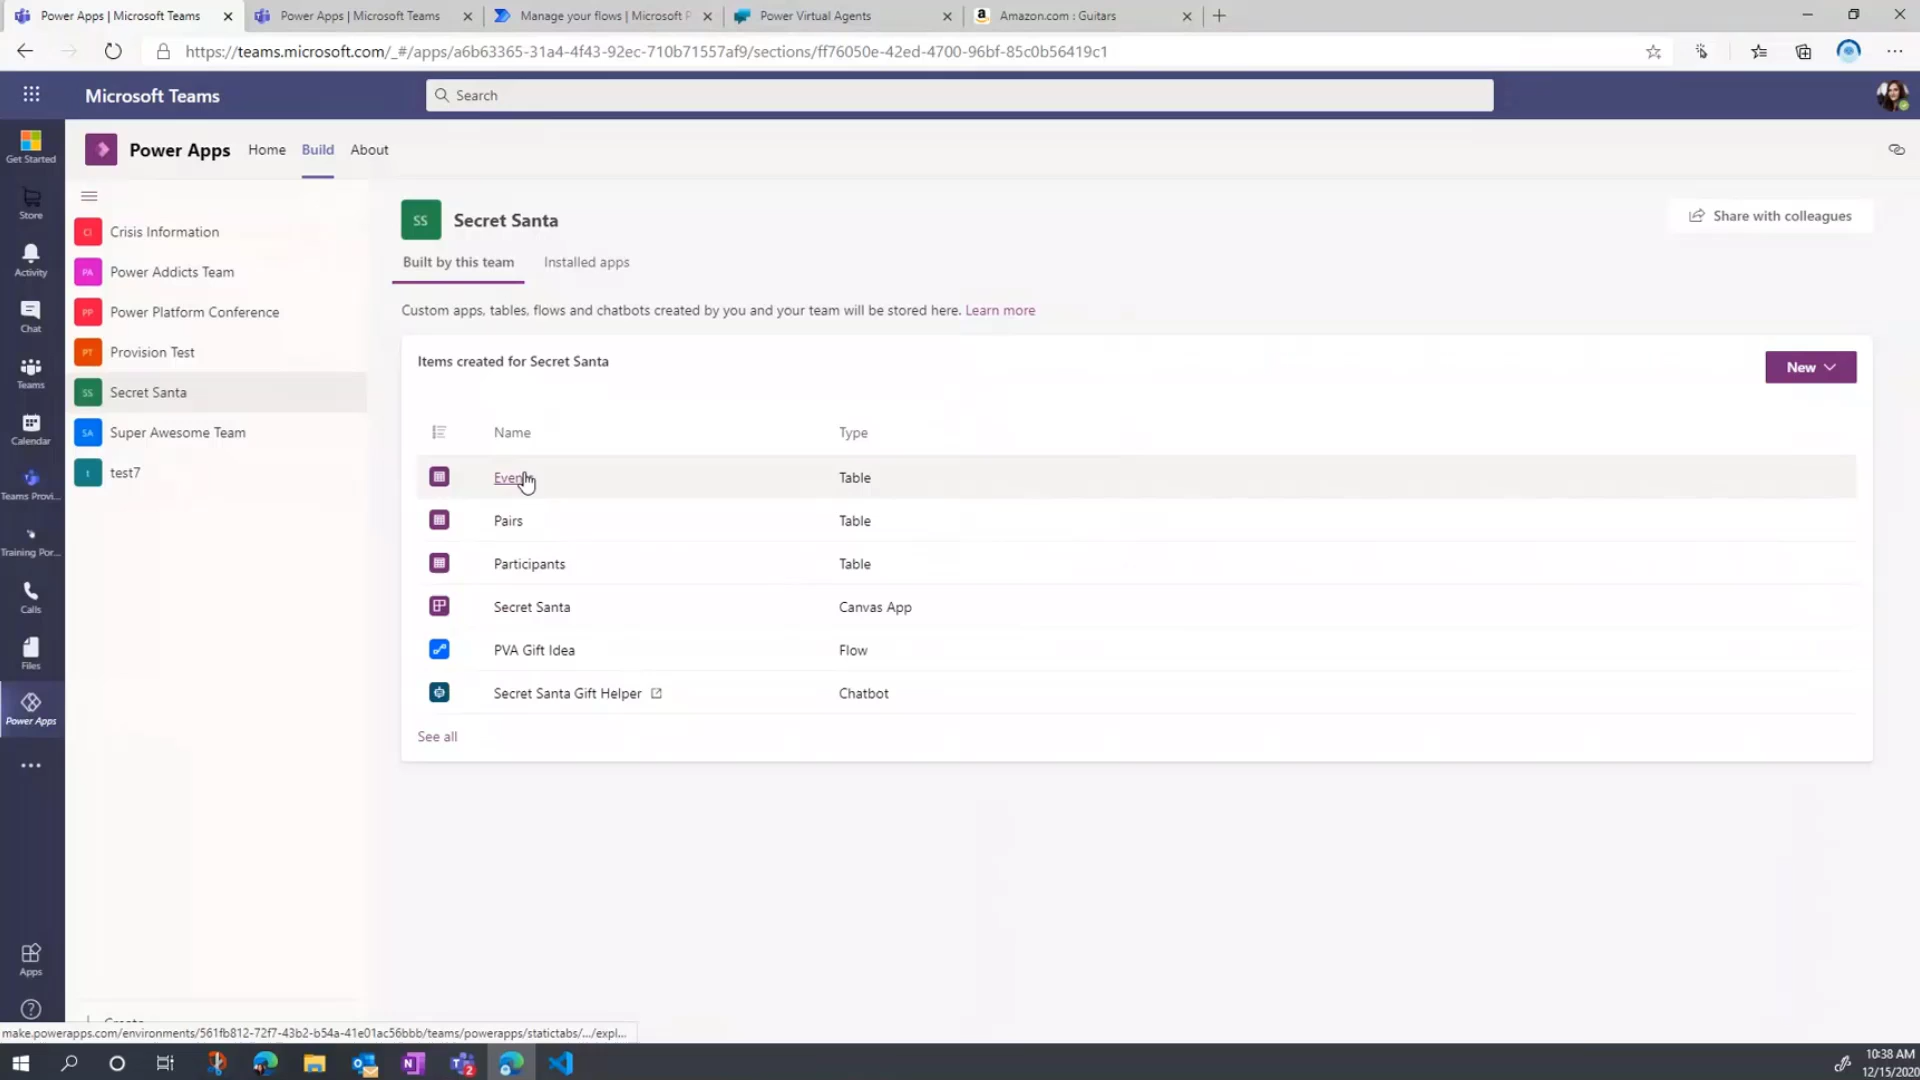 Power Apps | Microsoft Teams
Power Apps | Microsoft Teams
Manage your flows | Microsoft P
Power Virtual Agents
Amazon.com : Guitars
https://teams.microsoft.com/_#/apps/a6b63365-31a4-4f43-92ec-710b71557af9/sections/ff76050e-42ed-4700-96bf-85c0b56419c1
Microsoft Teams
Search
Get Started
Store
Activity
Chat
Teams
Calendar
Teams Provi...
Training Por...
Calls
Files
Power Apps
Apps
Power Apps
Home
Build
About
CI Crisis Information
PA Power Addicts Team
PP Power Platform Conference
PT Provision Test
SS Secret Santa
SA Super Awesome Team
t test7
SS Secret Santa
Share with colleagues
Built by this team
Installed apps
Custom apps, tables, flows and chatbots created by you and your team will be stored here. Learn more
Items created for Secret Santa
New
Name Type
Table
Pairs Table
Participants Table
Secret Santa Canvas App
PVA Gift Idea Flow
Secret Santa Gift Helper Chatbot
See all
make.powerapps.com/environments/561fb812-72f7-43b2-b54a-41e01ac56bbb/teams/powerapps/statictabs/.../expl...
10:38 AM
12/15/2020